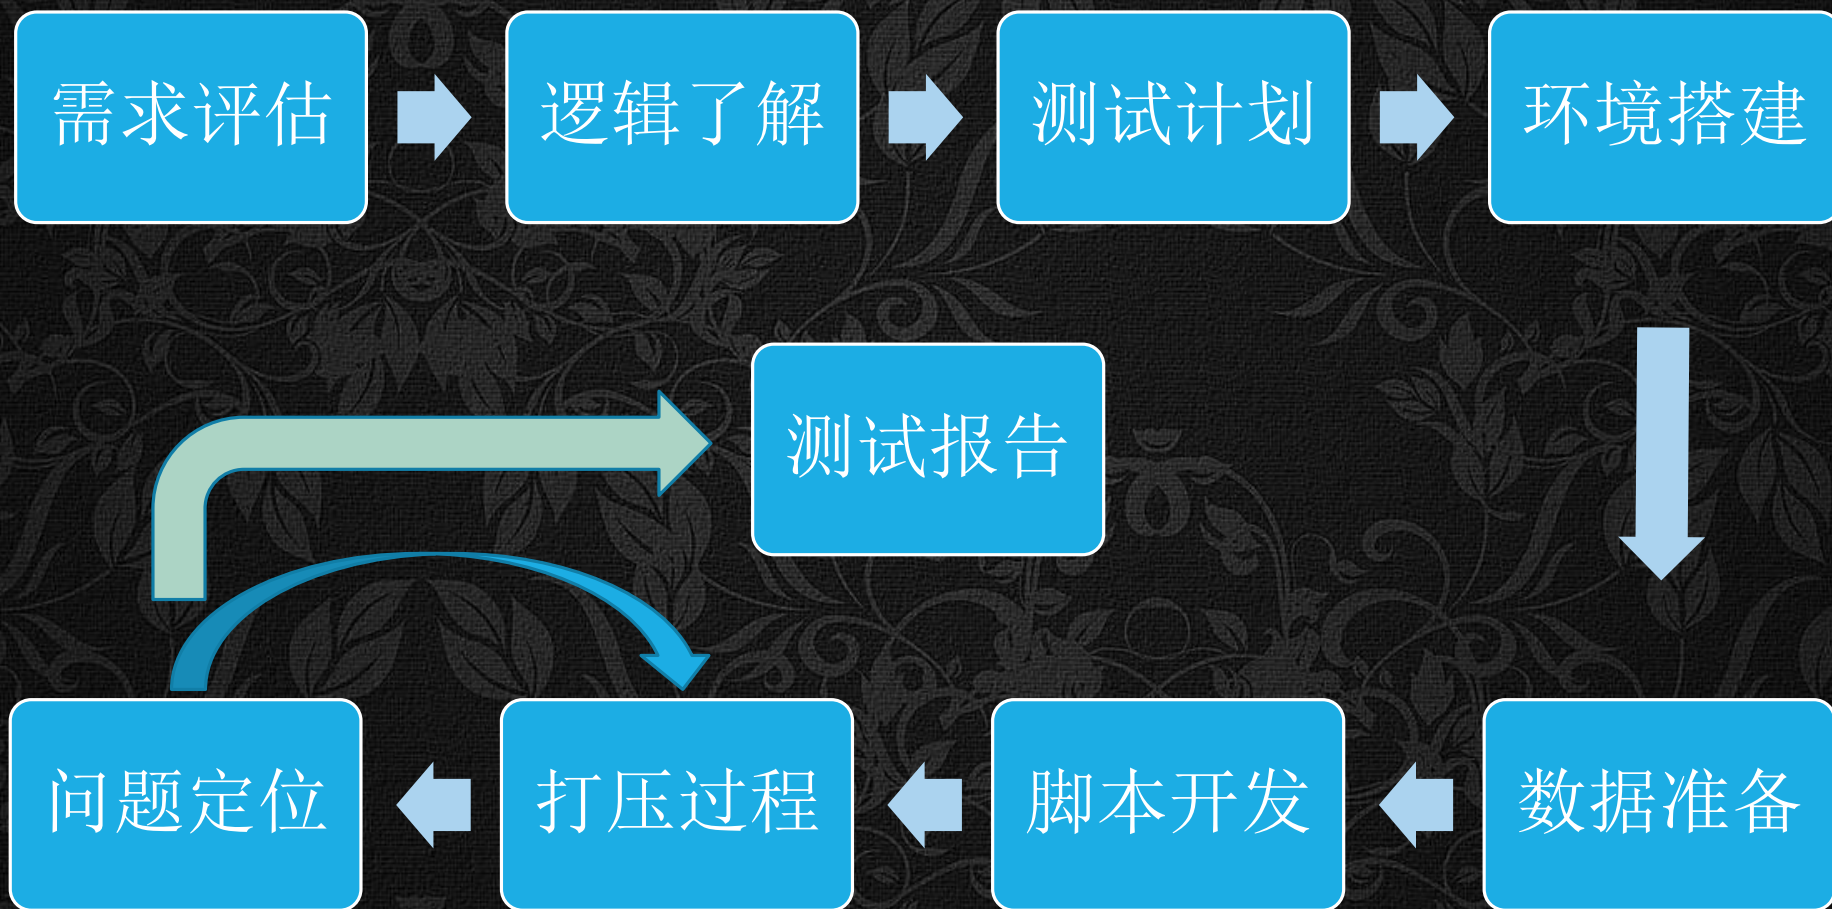 需求评估
逻辑了解
测试计划
环境搭建
测试报告
问题定位
打压过程
脚本开发
数据准备